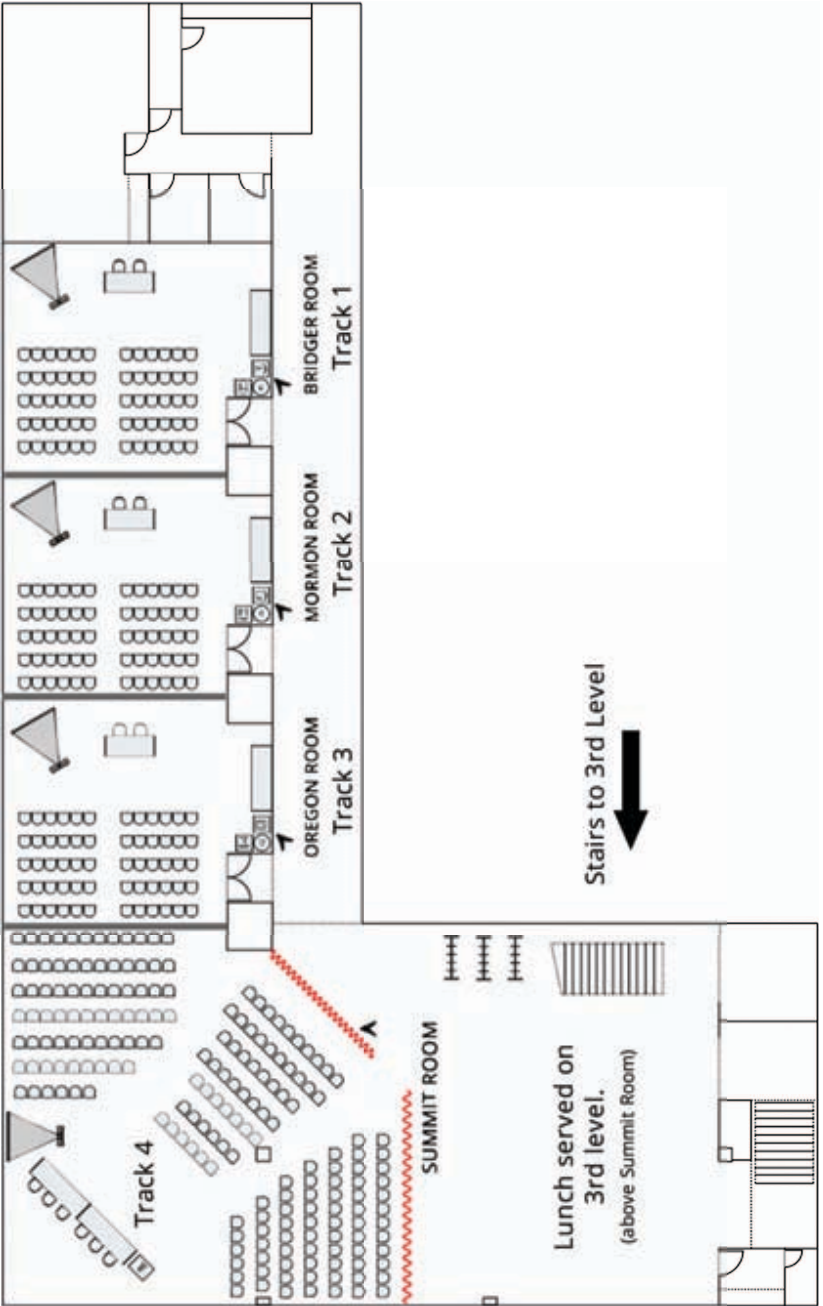 BRIDGER ROOM
Track 1
MORMON ROOM
Track 2
OREGON ROOM
Track 3
Stairs to 3rd Level
Track 4
SUMMIT ROOM
Lunch served on
3rd level.
(above Summit Room)